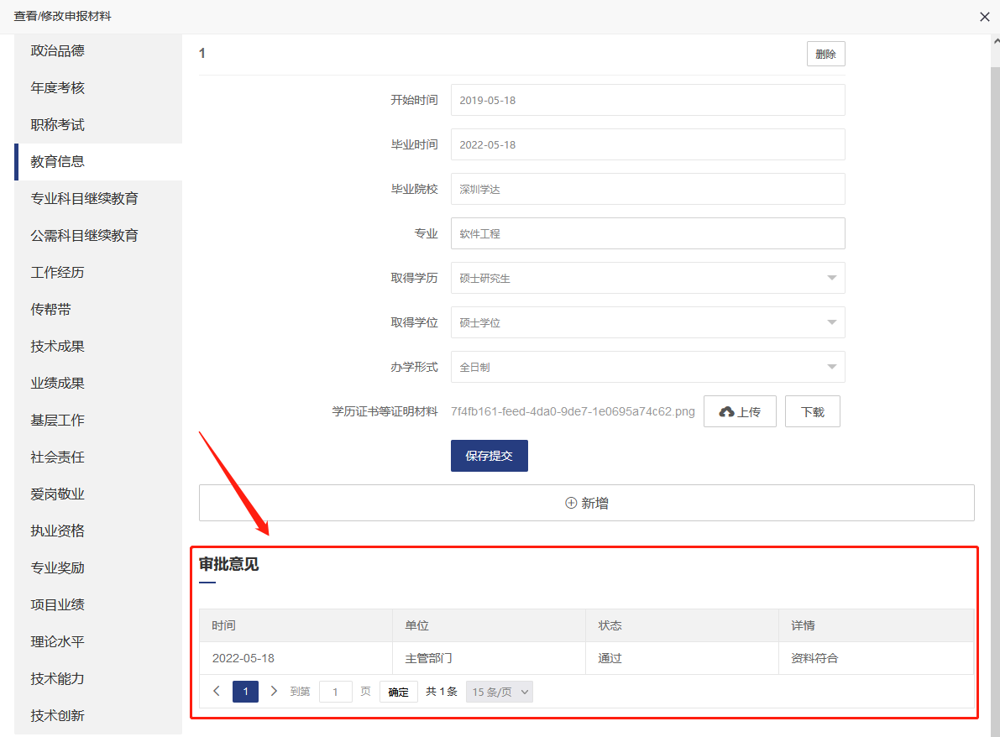 查看/修改申报材料
政治品德
年度考核
职称考试
教育信息
专业科目继续教育
公需科目继续教育
工作经历
传帮带
技术成果
业绩成果
基层工作
社会责任
爱岗敬业
执业资格
专业奖励
项目业绩
理论水平
技术能力
技术创新
1 删除
开始时间 2019-05-18
毕业时间 2022-05-18
毕业院校 深圳学达
专业 软件工程
取得学历 硕士研究生
取得学位 硕士学位
办学形式 全日制
学历证书等证明材料 7f4fb161-feed-4da0-9de7-1e0695a74c62.png 上传 下载
保存提交
新增
审批意见
时间 单位 状态 详情
2022-05-18 主管部门 通过 资料符合
1 到第 1 页 确定 共 1 条 15 条/页